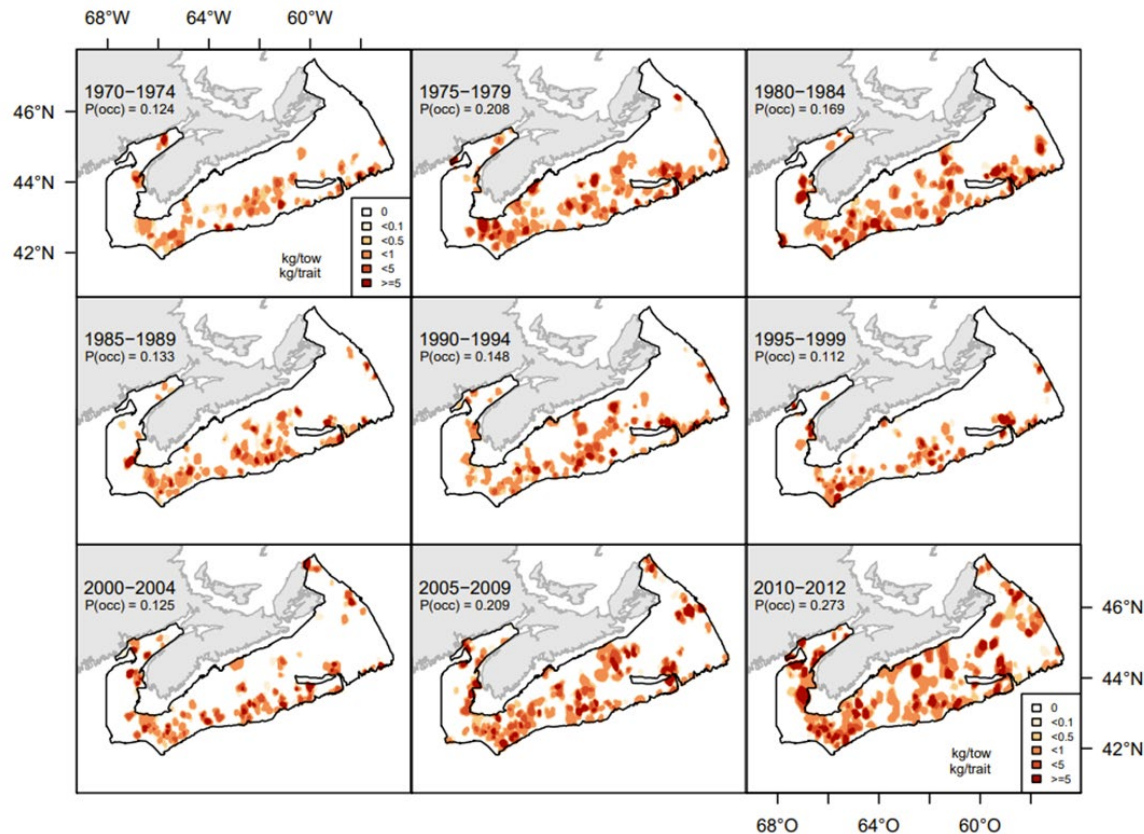 68°W 64°W 60°W
1970−1974
P(occ) = 0.124
1975−1979
P(occ) = 0.208
1980−1984
P(occ) = 0.169
46°N
44°N
42°N
0
<0.1
<0.5
<1
<5
>=5
kg/tow
kg/trait
1985−1989
P(occ) = 0.133
1990−1994
P(occ) = 0.148
1995−1999
P(occ) = 0.112
2000−2004
P(occ) = 0.125
2005−2009
P(occ) = 0.209
2010−2012
P(occ) = 0.273
46°N
44°N
42°N
0
<0.1
<0.5
<1
<5
>=5
kg/tow
kg/trait
68°O 64°O 60°O